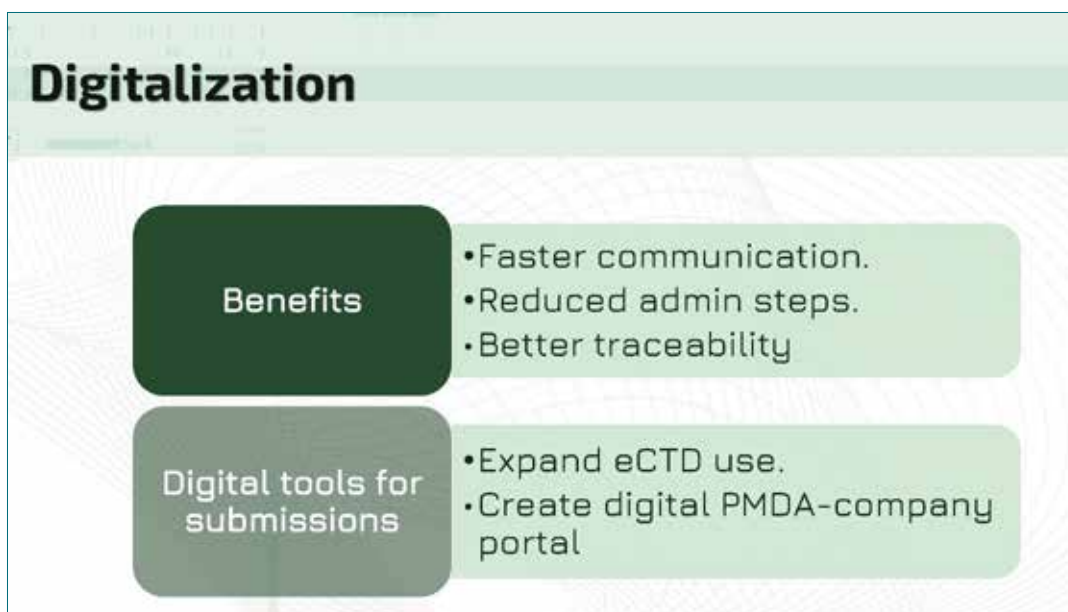 Digitalization
Benefits
•Faster communication.
•Reduced admin steps.
•Better traceability
Digital tools for
submissions
•Expand eCTD use.
•Create digital PMDA-company
portal